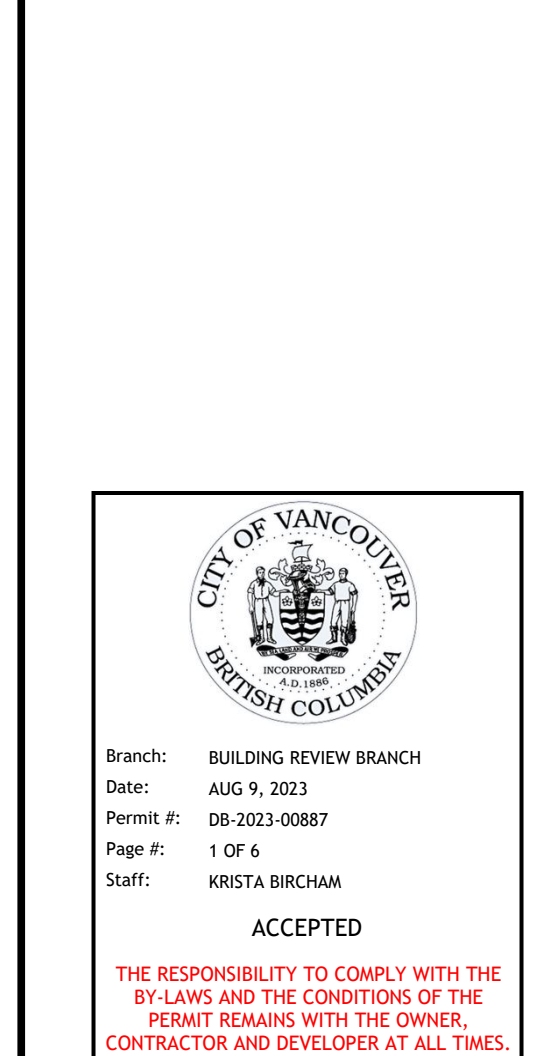 CITY OF VANCOUVER
INCORPORATED
A.D.1886
BRITISH COLUMBIA
Branch: BUILDING REVIEW BRANCH
Date: AUG 9, 2023
Permit #: DB-2023-00887
Page #: 1 OF 6
Staff: KRISTA BIRCHAM
ACCEPTED
THE RESPONSIBILITY TO COMPLY WITH THE
BY-LAWS AND THE CONDITIONS OF THE
PERMIT REMAINS WITH THE OWNER,
CONTRACTOR AND DEVELOPER AT ALL TIMES.